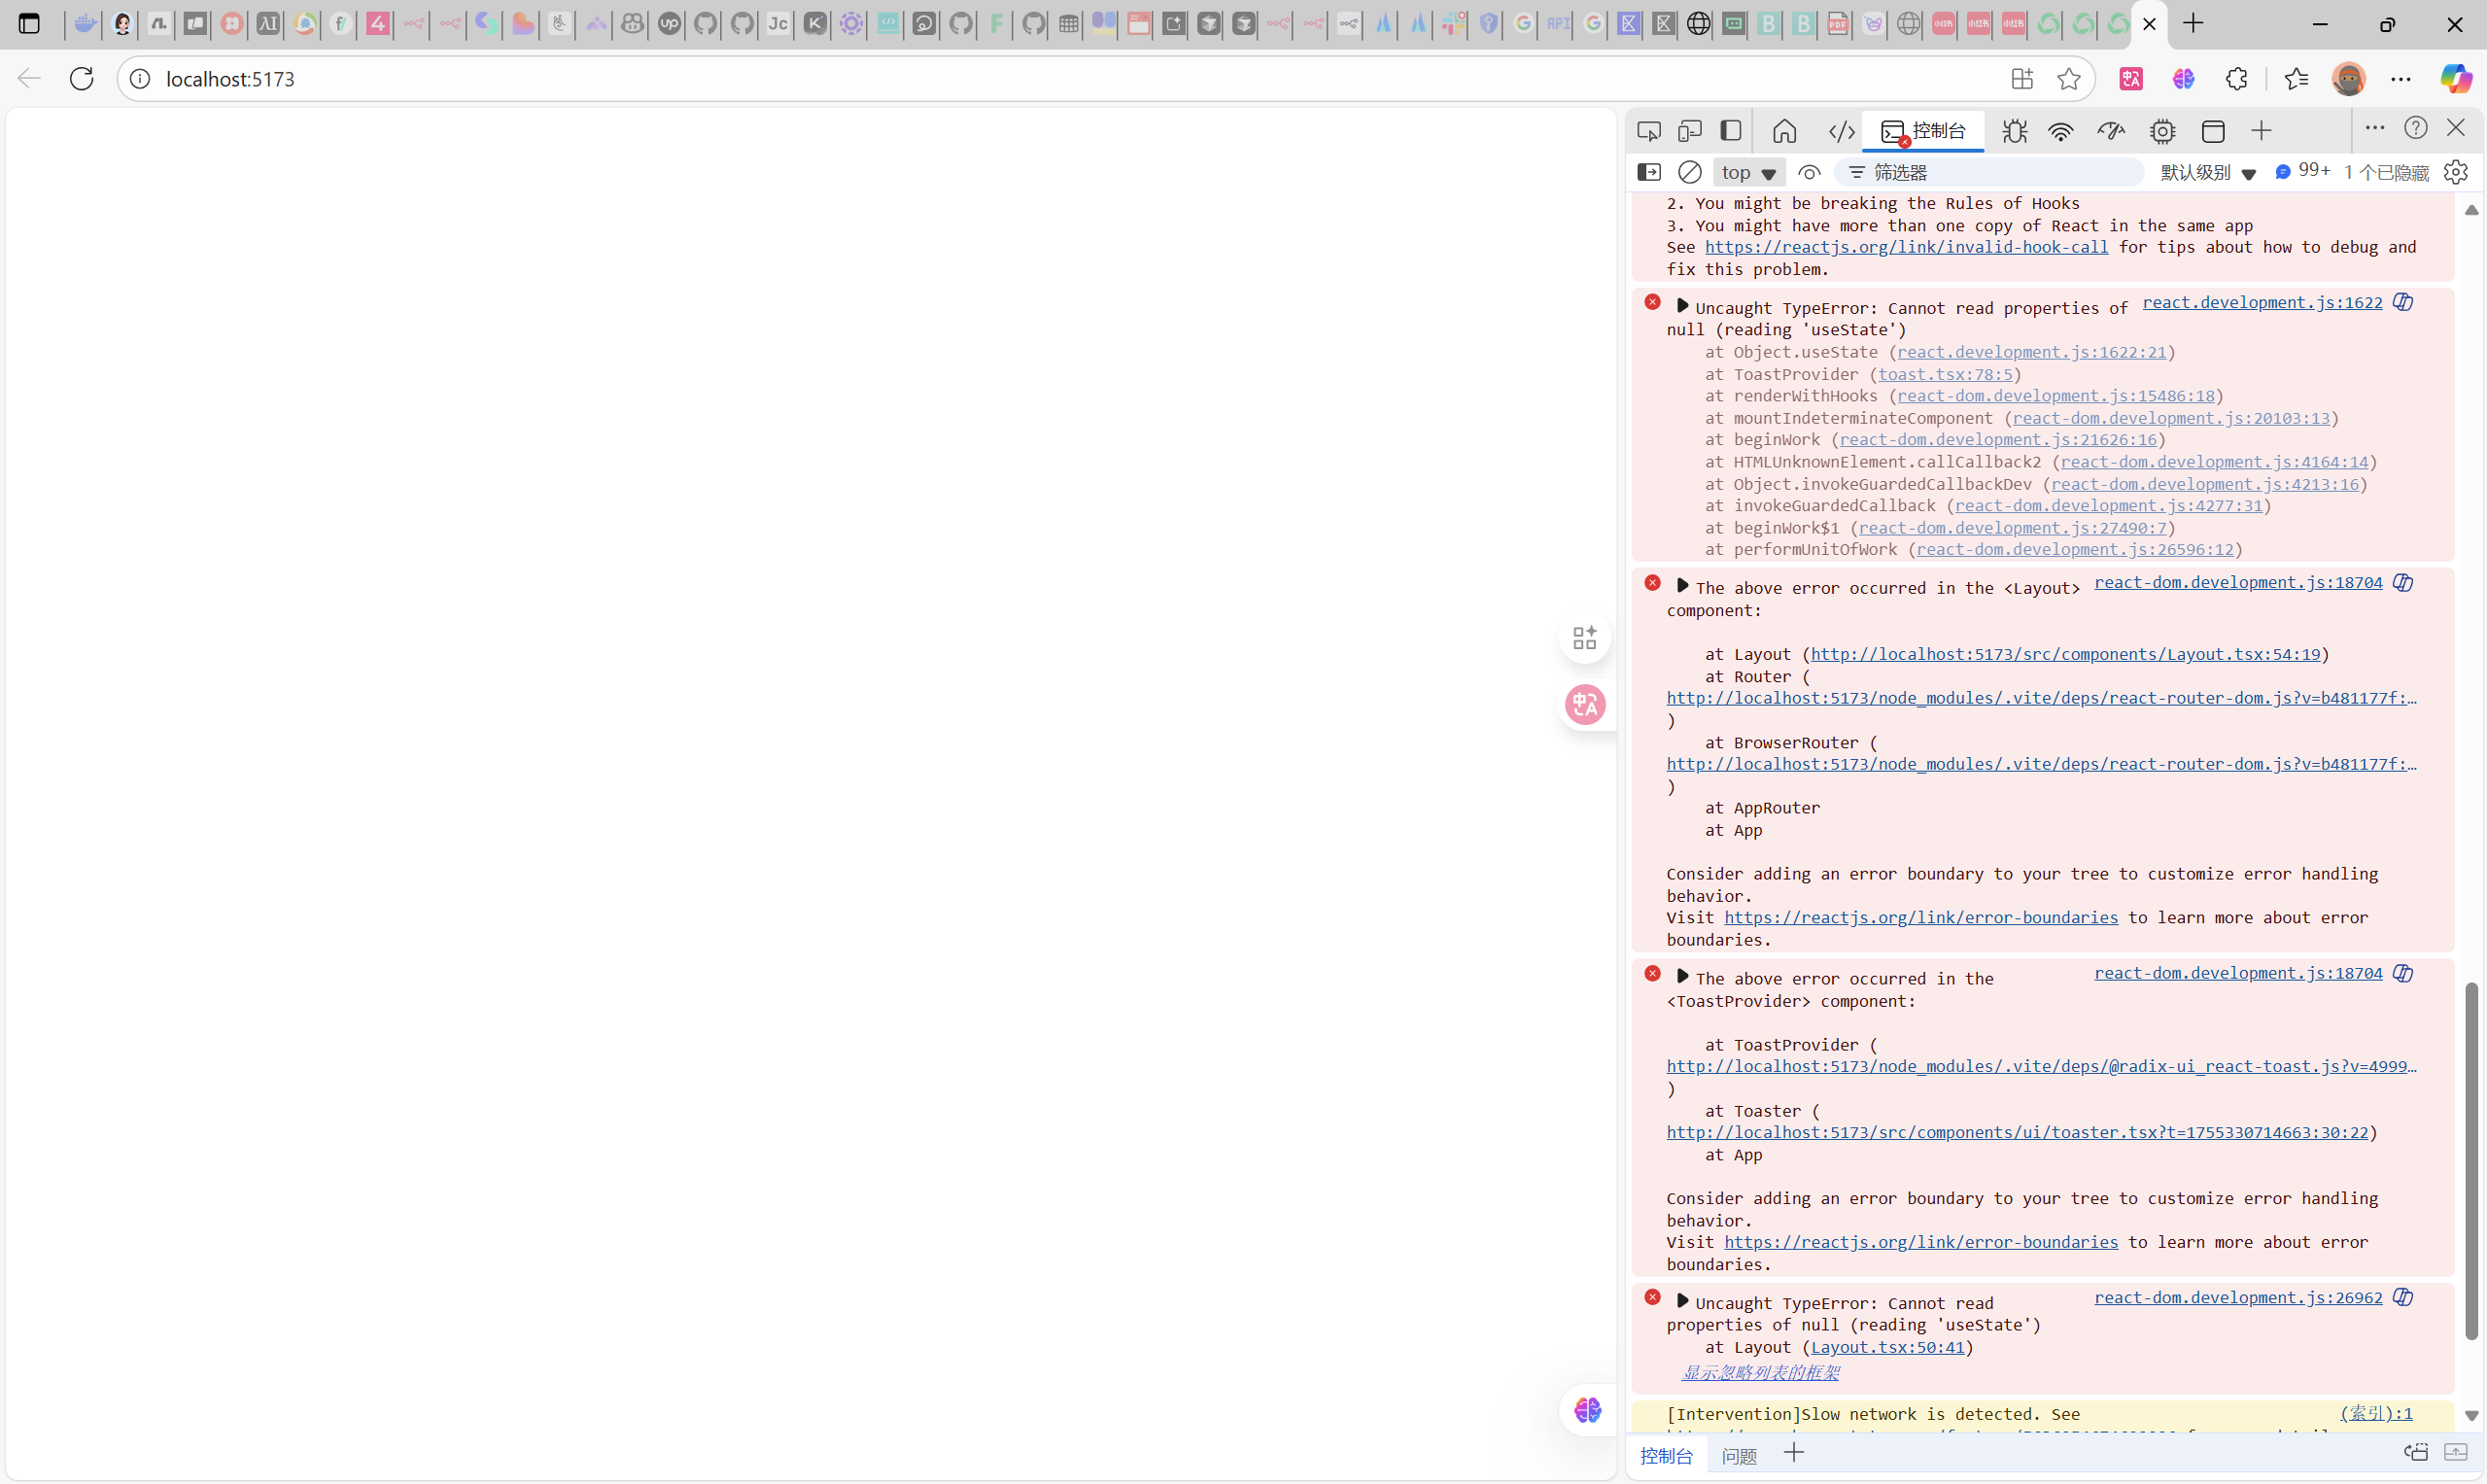 localhost:5173
控制台
top
筛选器
默认级别
99+
1 个已隐藏
2. You might be breaking the Rules of Hooks
3. You might have more than one copy of React in the same app
See https://reactjs.org/link/invalid-hook-call for tips about how to debug and
fix this problem.
Uncaught TypeError: Cannot read properties of react.development.js:1622
null (reading 'useState')
at Object.useState (react.development.js:1622:21)
at ToastProvider (toast.tsx:78:5)
at renderWithHooks (react-dom.development.js:15486:18)
at mountIndeterminateComponent (react-dom.development.js:20103:13)
at beginWork (react-dom.development.js:21626:16)
at HTMLUnknownElement.callCallback2 (react-dom.development.js:4164:14)
at Object.invokeGuardedCallbackDev (react-dom.development.js:4213:16)
at invokeGuardedCallback (react-dom.development.js:4277:31)
at beginWork$1 (react-dom.development.js:27490:7)
at performUnitOfWork (react-dom.development.js:26596:12)
The above error occurred in the <Layout> react-dom.development.js:18704
component:
at Layout (http://localhost:5173/src/components/Layout.tsx:54:19)
at Router (
http://localhost:5173/node_modules/.vite/deps/react-router-dom.js?v=b481177f:…
)
at BrowserRouter (
http://localhost:5173/node_modules/.vite/deps/react-router-dom.js?v=b481177f:…
)
at AppRouter
at App
Consider adding an error boundary to your tree to customize error handling
behavior.
Visit https://reactjs.org/link/error-boundaries to learn more about error
boundaries.
The above error occurred in the react-dom.development.js:18704
<ToastProvider> component:
at ToastProvider (
http://localhost:5173/node_modules/.vite/deps/@radix-ui_react-toast.js?v=4999…
)
at Toaster (
http://localhost:5173/src/components/ui/toaster.tsx?t=1755330714663:30:22)
at App
Consider adding an error boundary to your tree to customize error handling
behavior.
Visit https://reactjs.org/link/error-boundaries to learn more about error
boundaries.
Uncaught TypeError: Cannot read react-dom.development.js:26962
properties of null (reading 'useState')
at Layout (Layout.tsx:50:41)
显示忽略列表的框架
[Intervention]Slow network is detected. See (索引):1
控制台
问题